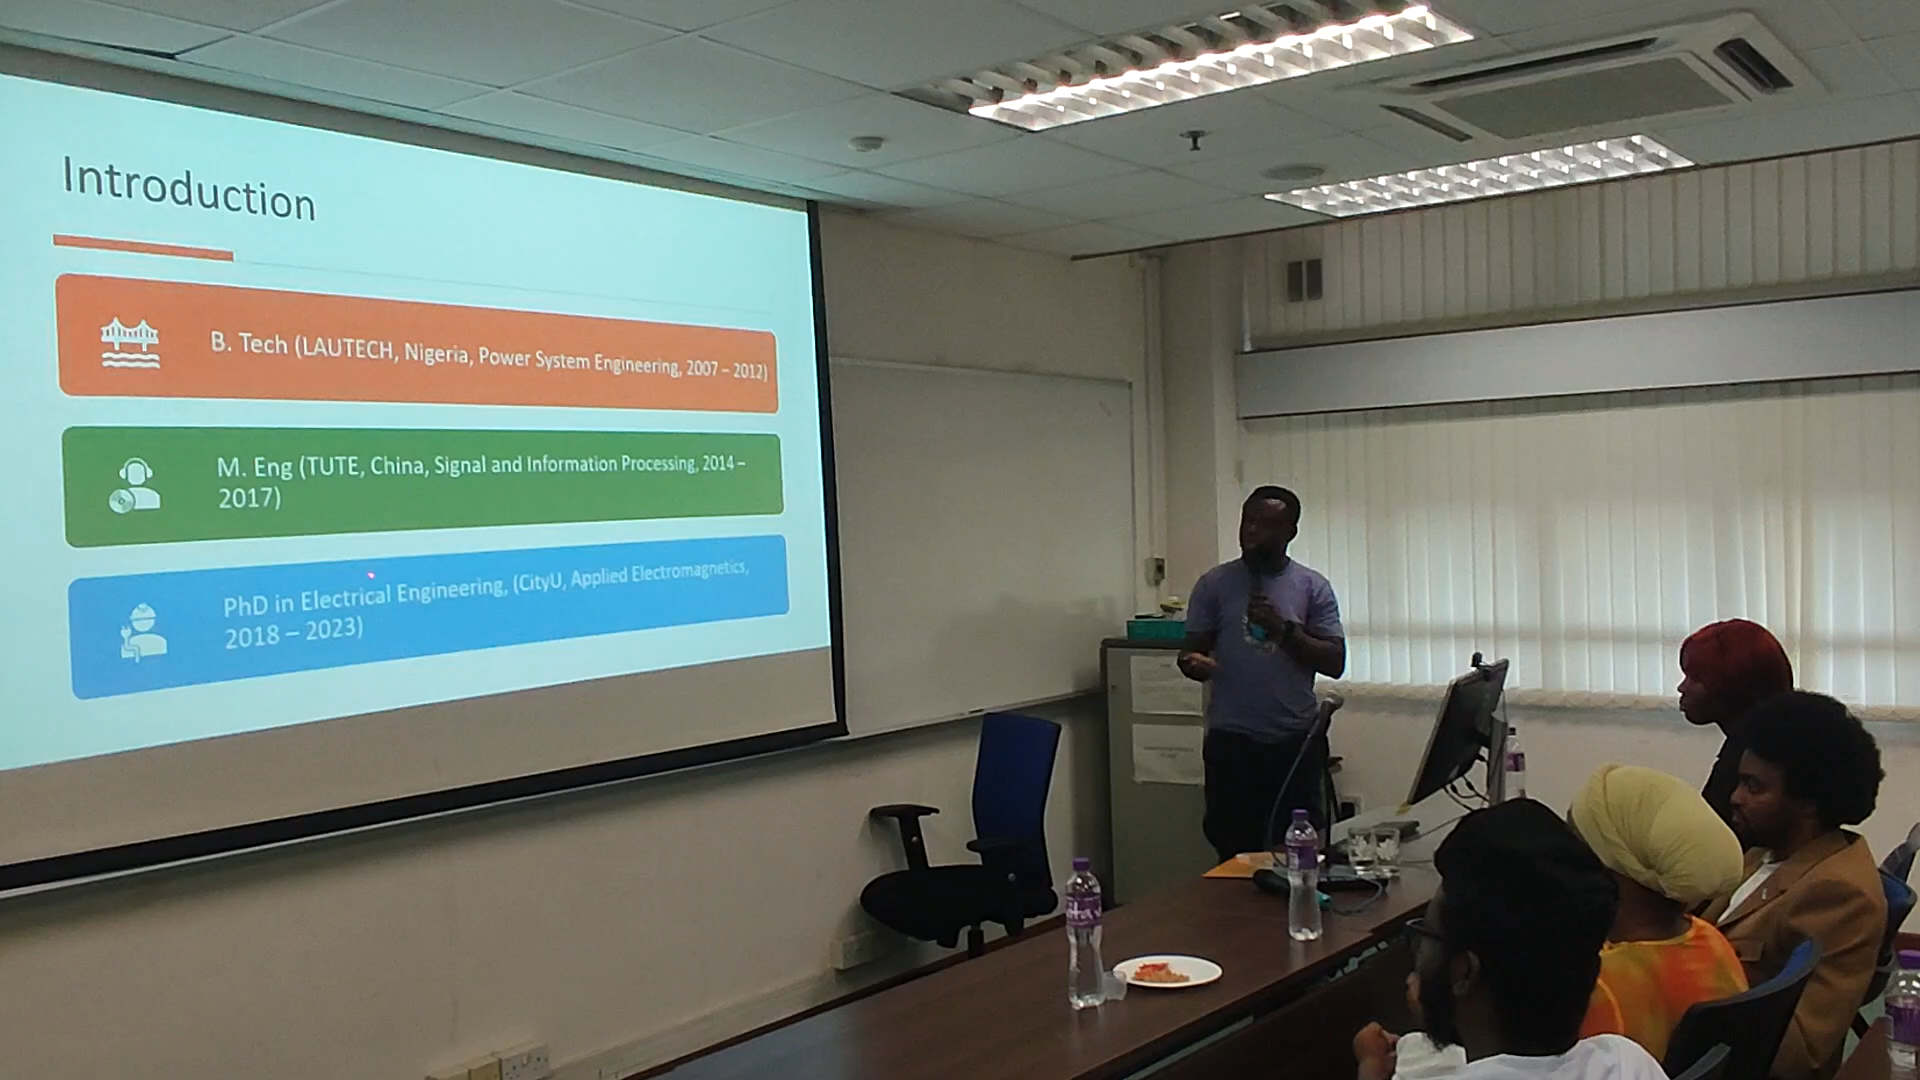 Introduction
B. Tech (LAUTECH, Nigeria, Power System Engineering, 2007 – 2012)
M. Eng (TUTE, China, Signal and Information Processing, 2014 –
2017)
PhD in Electrical Engineering, (CityU, Applied Electromagnetics,
2018 – 2023)